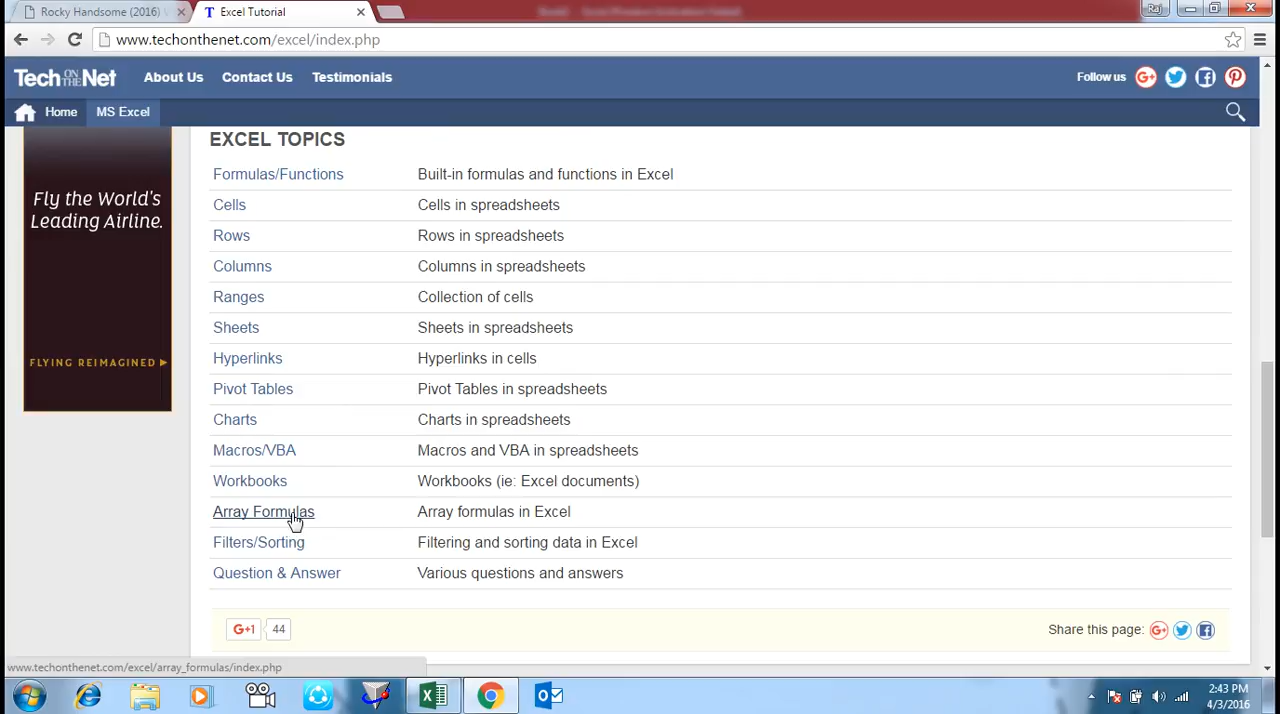 Rocky Handsome (2016)
Excel Tutorial
Raj
www.techonthenet.com/excel/index.php
Tech ON THE Net
About Us
Contact Us
Testimonials
Follow us
Home
MS Excel
Fly the World's
Leading Airline.
FLYING REIMAGINED
EXCEL TOPICS
Formulas/Functions Built-in formulas and functions in Excel
Cells Cells in spreadsheets
Rows Rows in spreadsheets
Columns Columns in spreadsheets
Ranges Collection of cells
Sheets Sheets in spreadsheets
Hyperlinks Hyperlinks in cells
Pivot Tables Pivot Tables in spreadsheets
Charts Charts in spreadsheets
Macros/VBA Macros and VBA in spreadsheets
Workbooks Workbooks (ie: Excel documents)
Array Formulas Array formulas in Excel
Filters/Sorting Filtering and sorting data in Excel
Question & Answer Various questions and answers
G+1 44
Share this page:
www.techonthenet.com/excel/array_formulas/index.php
2:43 PM
4/3/2016